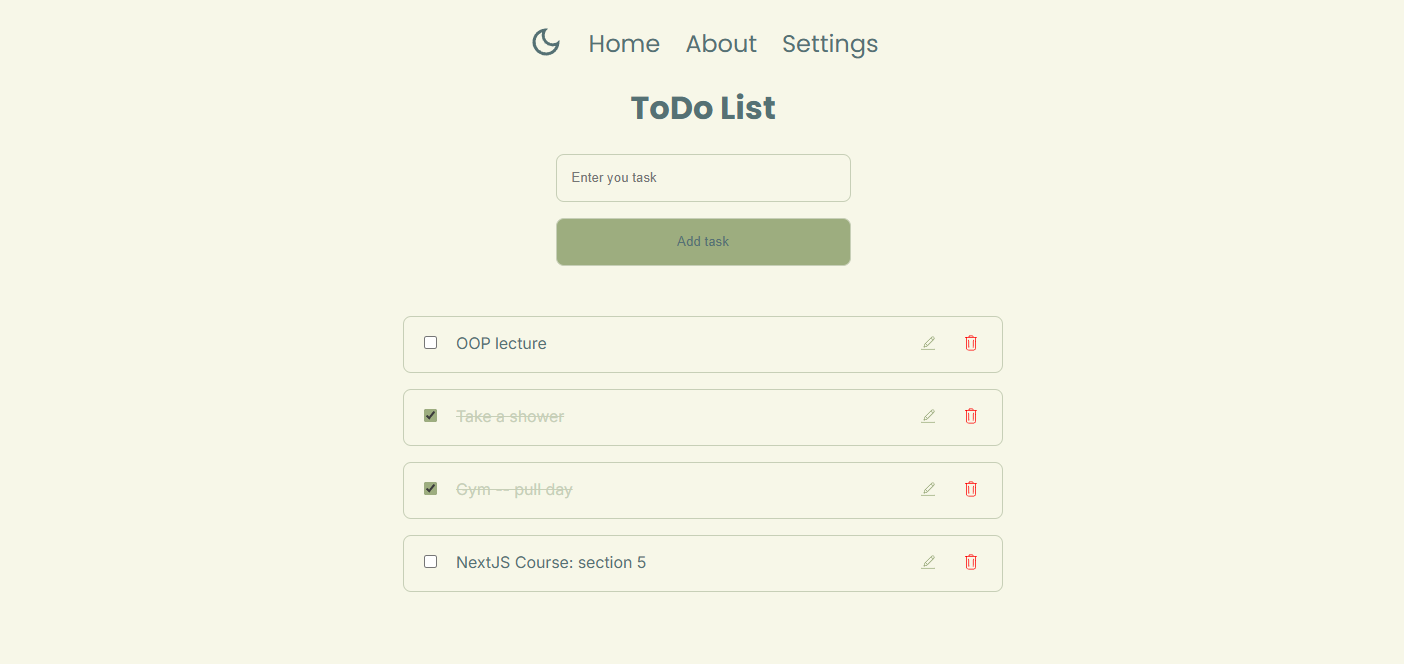 Home About Settings
ToDo List
Enter you task
Add task
OOP lecture
Take a shower
Gym -- pull day
NextJS Course: section 5